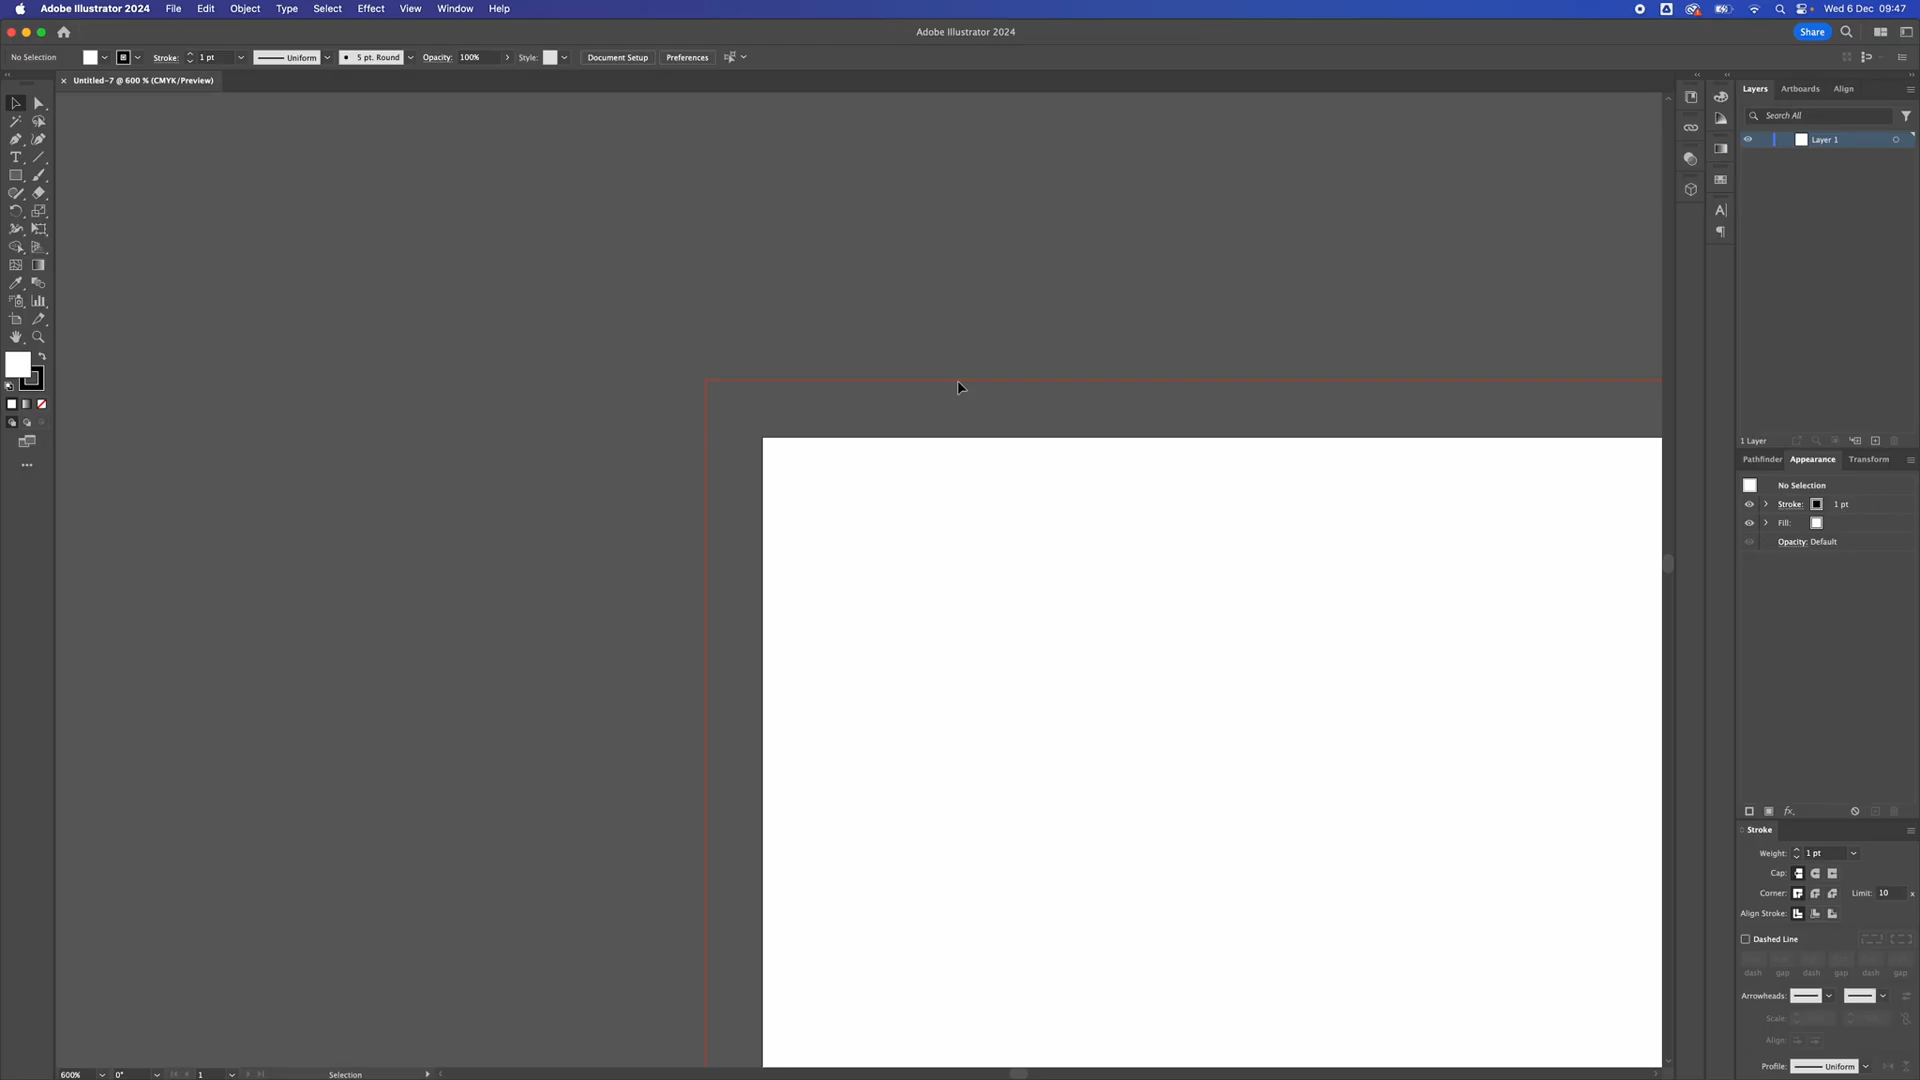 Adobe Illustrator 2024 File Edit Object Type Select Effect View Window Help Wed 6 Dec 09:47
Adobe Illustrator 2024 Share
No Selection Stroke: 1 pt Uniform 5 pt. Round Opacity: 100% Style: Document Setup Preferences
Untitled-7 @ 600 % (CMYK/Preview)
Layers Artboards Align
Search All
Layer 1
1 Layer
Pathfinder Appearance Transform
No Selection
Stroke: 1 pt
Fill:
Opacity: Default
fx.
Stroke
Weight: 1 pt
Cap:
Corner: Limit: 10 x
Align Stroke:
Dashed Line
dash gap dash gap dash gap
Arrowheads:
Scale:
Align:
Profile: Uniform
600% 0° 1 Selection